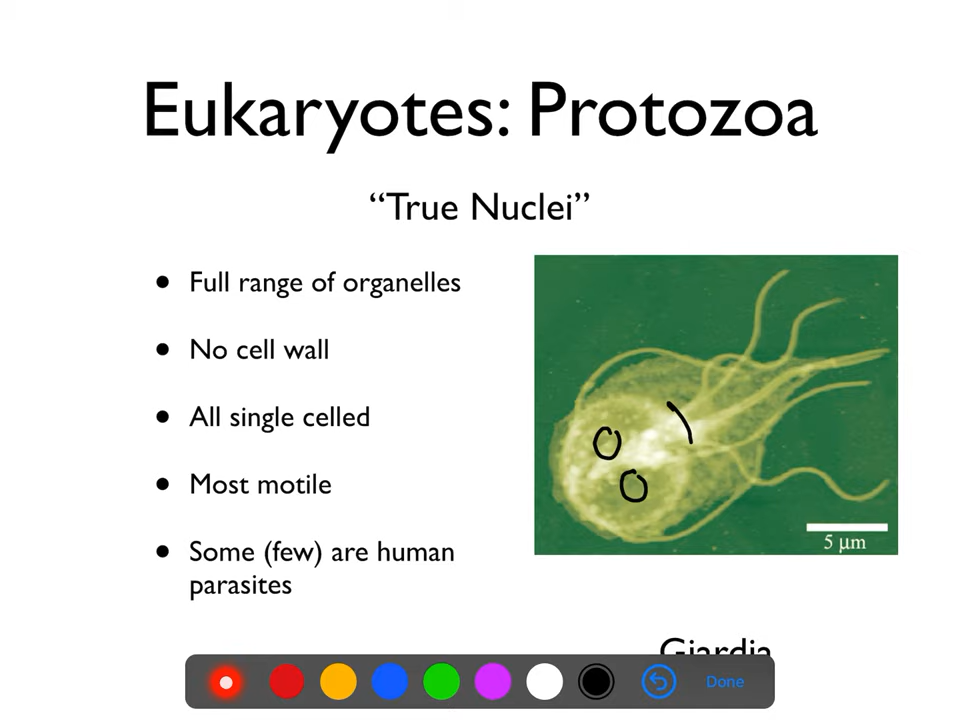 Eukaryotes: Protozoa
“True Nuclei”
• Full range of organelles
• No cell wall
• All single celled
• Most motile
• Some (few) are human
parasites
5 µm
Giardia
Done